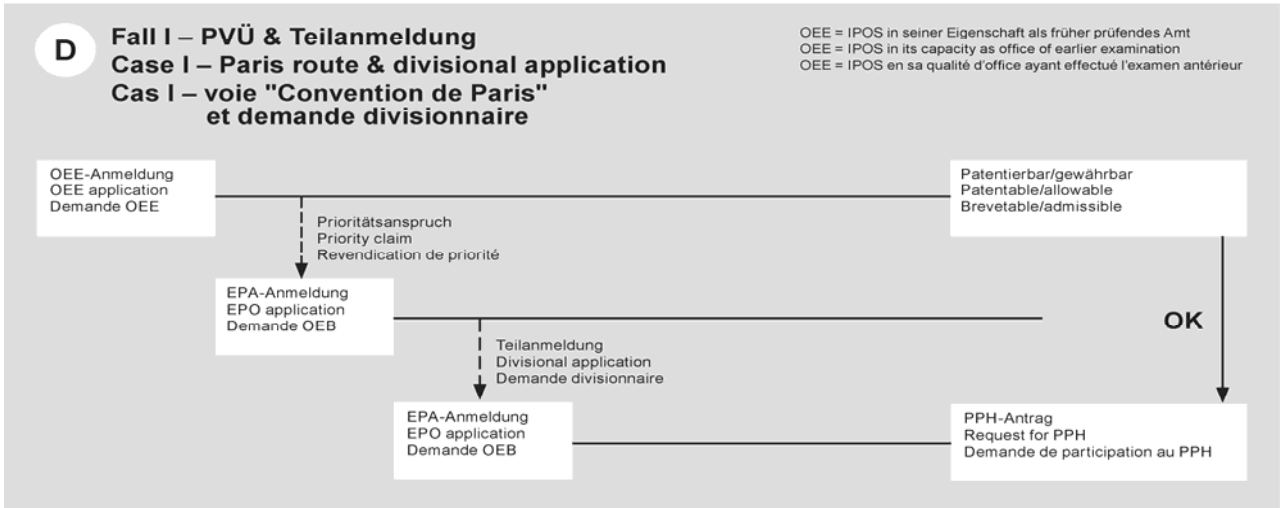 D
Fall I – PVÜ & Teilanmeldung
Case I – Paris route & divisional application
Cas I – voie "Convention de Paris"
et demande divisionnaire
OEE = IPOS in seiner Eigenschaft als früher prüfendes Amt
OEE = IPOS in its capacity as office of earlier examination
OEE = IPOS en sa qualité d'office ayant effectué l'examen antérieur
OEE-Anmeldung
OEE application
Demande OEE
Patentierbar/gewährbar
Patentable/allowable
Brevetable/admissible
Prioritätsanspruch
Priority claim
Revendication de priorité
EPA-Anmeldung
EPO application
Demande OEB
OK
Teilanmeldung
Divisional application
Demande divisionnaire
EPA-Anmeldung
EPO application
Demande OEB
PPH-Antrag
Request for PPH
Demande de participation au PPH